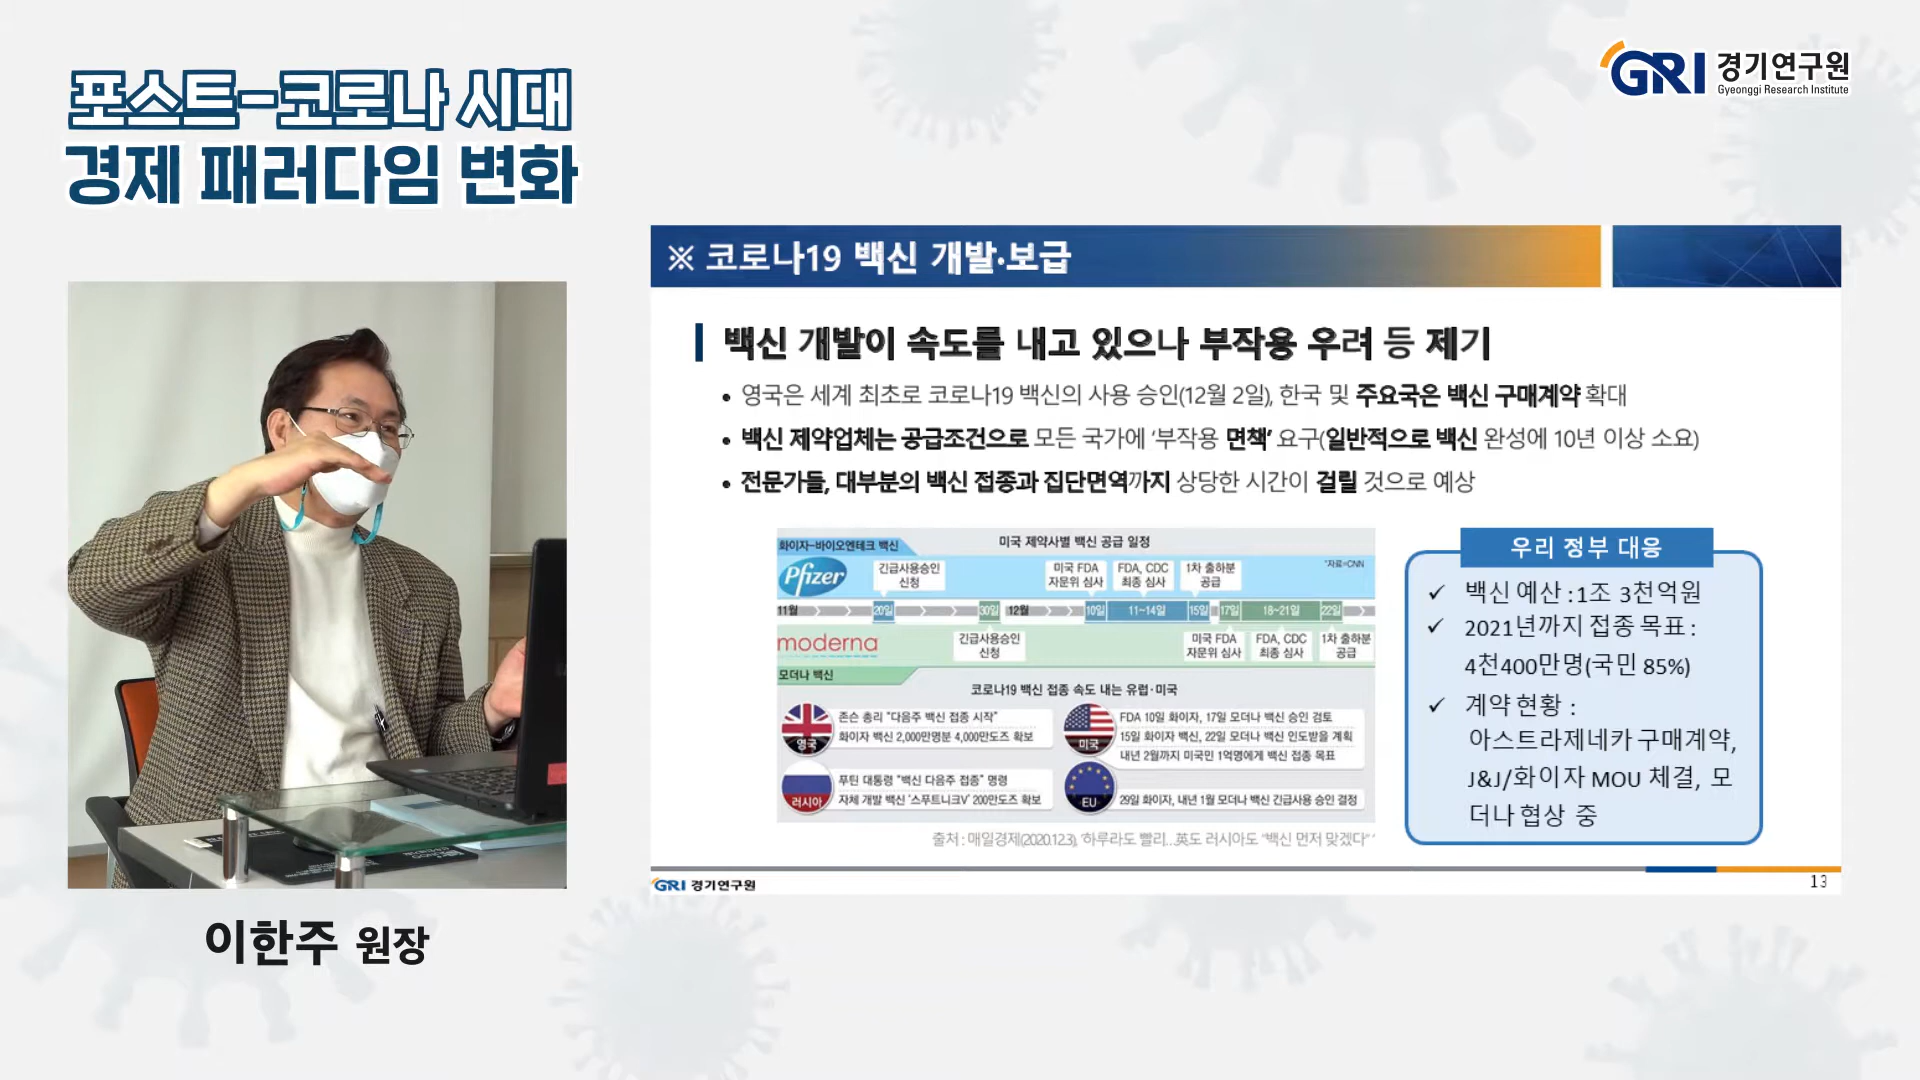 포스트-코로나 시대
경제 패러다임 변화
GRI 경기연구원
Gyeonggi Research Institute
※ 코로나19 백신 개발·보급
백신 개발이 속도를 내고 있으나 부작용 우려 등 제기
• 영국은 세계 최초로 코로나19 백신의 사용 승인(12월 2일), 한국 및 주요국은 백신 구매계약 확대
• 백신 제약업체는 공급조건으로 모든 국가에 ‘부작용 면책’ 요구(일반적으로 백신 완성에 10년 이상 소요)
• 전문가들, 대부분의 백신 접종과 집단면역까지 상당한 시간이 걸릴 것으로 예상
화이자-바이오엔테크 백신
미국 제약사별 백신 공급 일정
*자료=CNN
Pfizer
긴급사용승인
신청
미국 FDA
자문위 심사
FDA, CDC
최종 심사
1차 출하분
공급
11월 20일 30일 12월 10일 11~14일 15일 17일 18~21일 22일
moderna
긴급사용승인
신청
미국 FDA
자문위 심사
FDA, CDC
최종 심사
1차 출하분
공급
모더나 백신
코로나19 백신 접종 속도 내는 유럽·미국
영국
존슨 총리 "다음주 백신 접종 시작"
화이자 백신 2,000만명분 4,000만도즈 확보
미국
FDA 10일 화이자, 17일 모더나 백신 승인 검토
15일 화이자 백신, 22일 모더나 백신 인도받을 계획
내년 2월까지 미국민 1억명에게 백신 접종 목표
러시아
푸틴 대통령 "백신 다음주 접종" 명령
자체 개발 백신 '스푸트니크V' 200만도즈 확보
EU
29일 화이자, 내년 1월 모더나 백신 긴급사용 승인 결정
출처 : 매일경제(2020.12.3), ‘하루라도 빨리…英도 러시아도 “백신 먼저 맞겠다” ’
우리 정부 대응
✓ 백신 예산 : 1조 3천억원
✓ 2021년까지 접종 목표 :
4천400만명(국민 85%)
✓ 계약 현황 :
아스트라제네카 구매계약,
J&J/화이자 MOU 체결, 모
더나 협상 중
GRI 경기연구원
13
이한주 원장